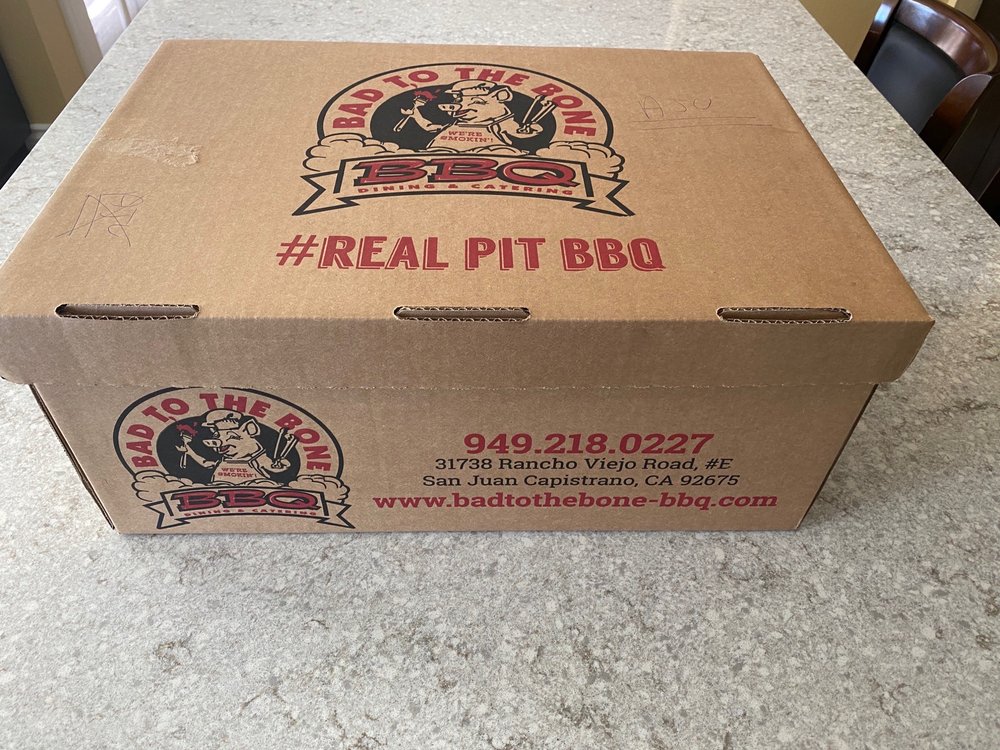 BAD TO THE BONE
WE'RE
SMOKIN'!
BBQ
DINING & CATERING
#REAL PIT BBQ
BAD TO THE BONE
WE'RE
SMOKIN'!
BBQ
DINING & CATERING
949.218.0227
31738 Rancho Viejo Road, #E
San Juan Capistrano, CA 92675
www.badtothebone-bbq.com